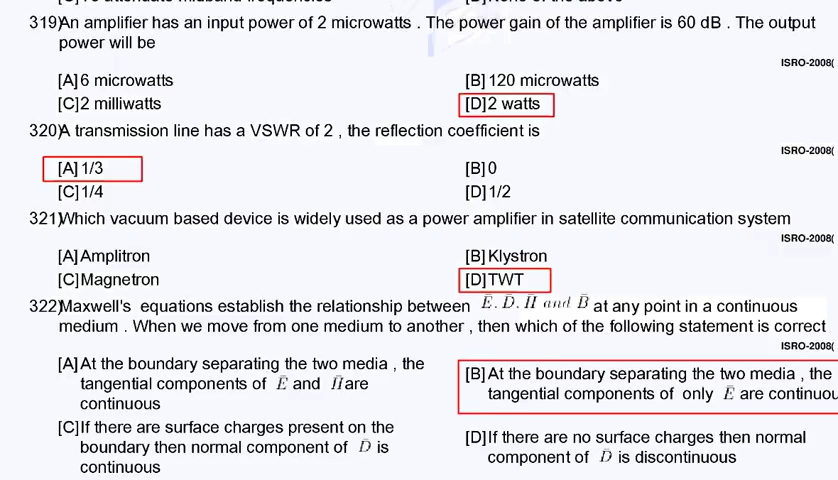 319)An amplifier has an input power of 2 microwatts . The power gain of the amplifier is 60 dB . The output
power will be
ISRO-2008(
[A]6 microwatts [B]120 microwatts
[C]2 milliwatts [D]2 watts
320)A transmission line has a VSWR of 2 , the reflection coefficient is
ISRO-2008(
[A]1/3 [B]0
[C]1/4 [D]1/2
321)Which vacuum based device is widely used as a power amplifier in satellite communication system
ISRO-2008(
[A]Amplitron [B]Klystron
[C]Magnetron [D]TWT
322)Maxwell's equations establish the relationship between Ē. D̄. H̄ and B̄ at any point in a continuous
medium . When we move from one medium to another , then which of the following statement is correct
ISRO-2008(
[A]At the boundary separating the two media , the
tangential components of Ē and H̄are
continuous
[B]At the boundary separating the two media , the
tangential components of only Ē are continuou
[C]If there are surface charges present on the
boundary then normal component of D̄ is
continuous
[D]If there are no surface charges then normal
component of D̄ is discontinuous